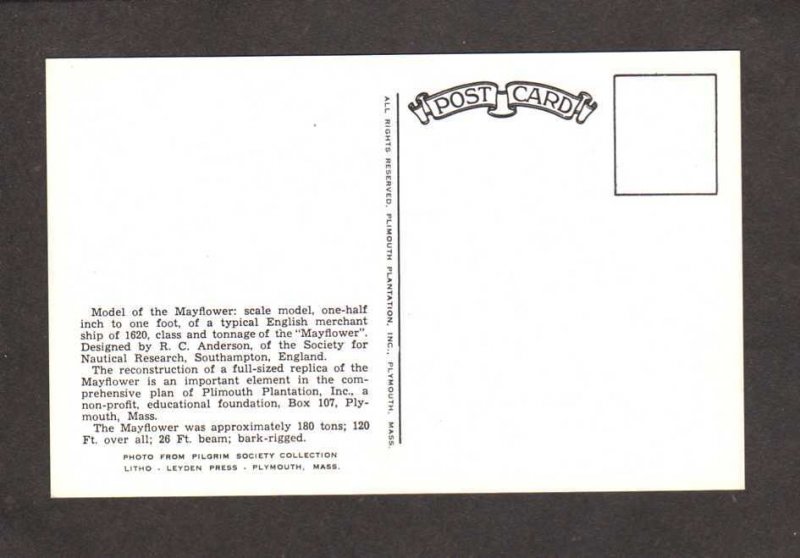 POST CARD
ALL RIGHTS RESERVED, PLIMOUTH PLANTATION, INC., PLYMOUTH, MASS.
Model of the Mayflower: scale model, one-half
inch to one foot, of a typical English merchant
ship of 1620, class and tonnage of the "Mayflower".
Designed by R. C. Anderson, of the Society for
Nautical Research, Southampton, England.
The reconstruction of a full-sized replica of the
Mayflower is an important element in the com-
prehensive plan of Plimouth Plantation, Inc., a
non-profit, educational foundation, Box 107, Ply-
mouth, Mass.
The Mayflower was approximately 180 tons; 120
Ft. over all; 26 Ft. beam; bark-rigged.
PHOTO FROM PILGRIM SOCIETY COLLECTION
LITHO - LEYDEN PRESS - PLYMOUTH, MASS.